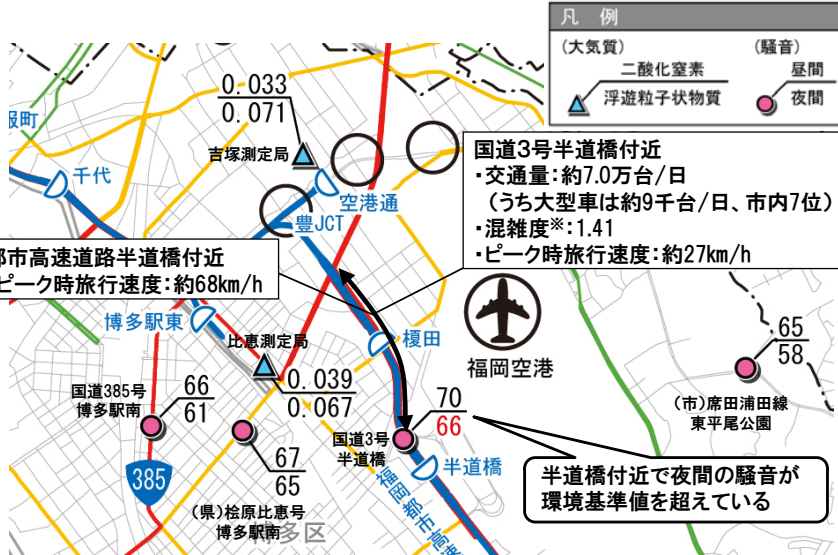 凡 例
(大気質)
(騒音)
二酸化窒素
浮遊粒子状物質
昼間
夜間
0.033
0.071
服町
吉塚測定局
千代
空港通
豊JCT
国道3号半道橋付近
・交通量：約7.0万台/日
（うち大型車は約9千台/日、市内7位）
・混雑度※：1.41
・ピーク時旅行速度：約27km/h
都市高速道路半道橋付近
ピーク時旅行速度：約68km/h
博多駅東
比恵測定局
榎田
福岡空港
65
58
(市)席田浦田線
東平尾公園
0.039
0.067
国道385号
博多駅南
66
61
70
66
国道3号
半道橋
67
65
385
半道橋
半道橋付近で夜間の騒音が
環境基準値を超えている
(県)桧原比恵号
博多駅南
博多区
福岡都市高速